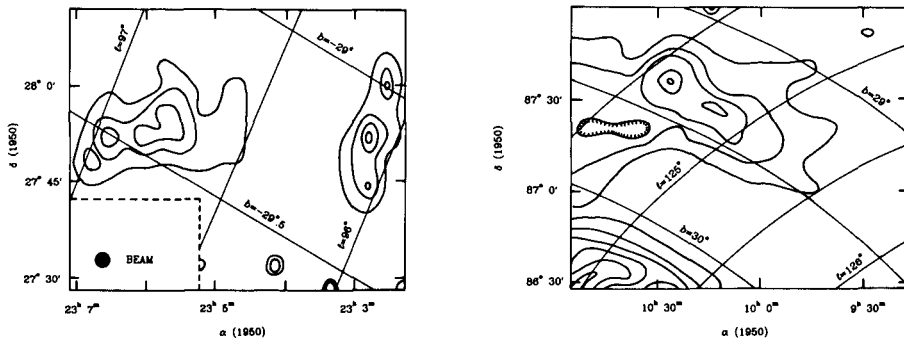 28° 0'
27° 45'
27° 30'
δ (1950)
ℓ=97°
b=-29°
b=-29°.5
ℓ=96°
BEAM
23ʰ 7ᵐ
23ʰ 5ᵐ
23ʰ 3ᵐ
α (1950)
87° 30'
87° 0'
86° 30'
δ (1950)
b=29°
ℓ=125°
b=30°
ℓ=126°
10ʰ 30ᵐ
10ʰ 0ᵐ
9ʰ 30ᵐ
α (1950)